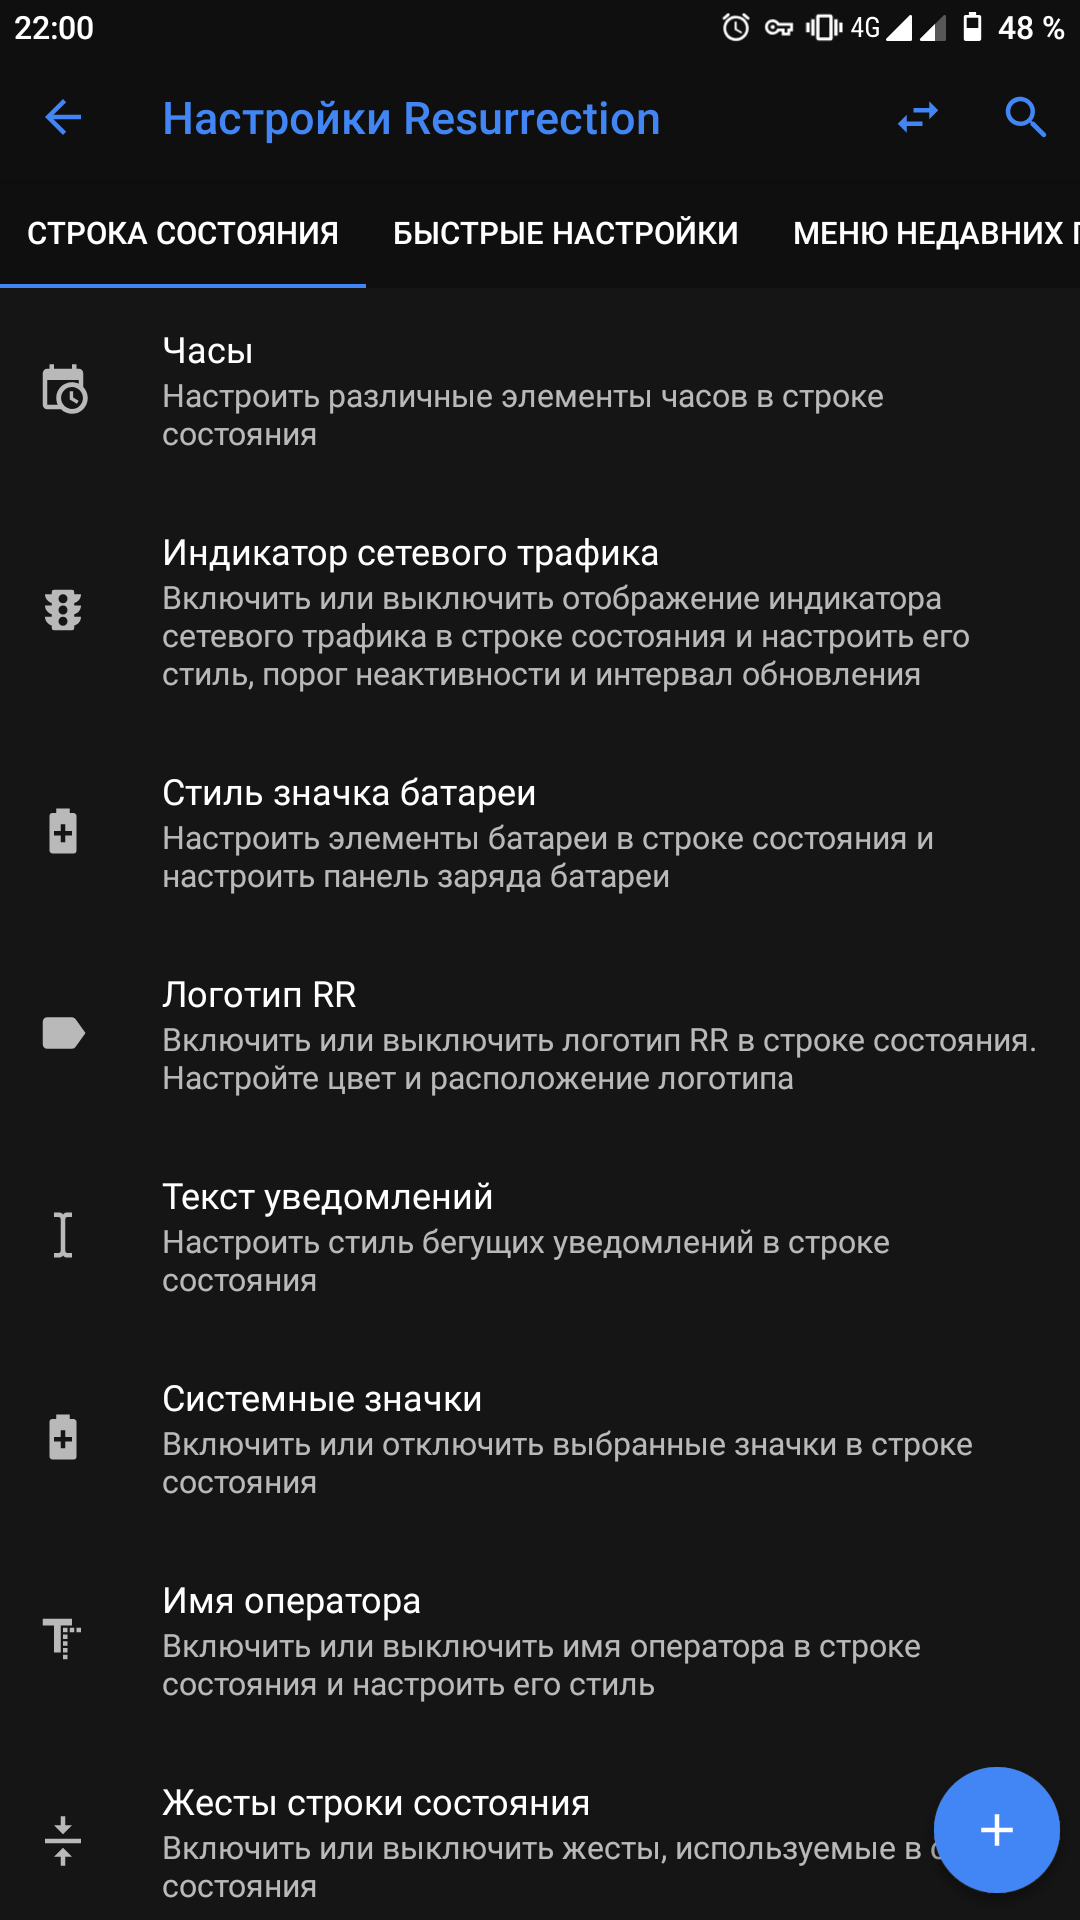 22:00
4G
48 %
Настройки Resurrection
СТРОКА СОСТОЯНИЯ
БЫСТРЫЕ НАСТРОЙКИ
МЕНЮ НЕДАВНИХ
Часы
Настроить различные элементы часов в строке
состояния
Индикатор сетевого трафика
Включить или выключить отображение индикатора
сетевого трафика в строке состояния и настроить его
стиль, порог неактивности и интервал обновления
Стиль значка батареи
Настроить элементы батареи в строке состояния и
настроить панель заряда батареи
Логотип RR
Включить или выключить логотип RR в строке состояния.
Настройте цвет и расположение логотипа
Текст уведомлений
Настроить стиль бегущих уведомлений в строке
состояния
Системные значки
Включить или отключить выбранные значки в строке
состояния
Имя оператора
Включить или выключить имя оператора в строке
состояния и настроить его стиль
Жесты строки состояния
Включить или выключить жесты, используемые в
состояния